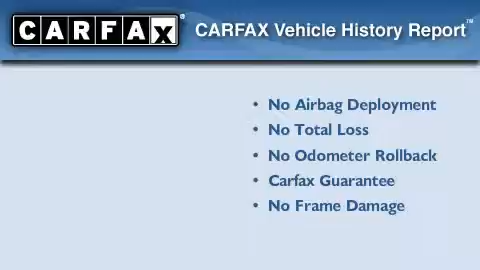 CARFAX® CARFAX Vehicle History Report™
• No Airbag Deployment
• No Total Loss
• No Odometer Rollback
• Carfax Guarantee
• No Frame Damage